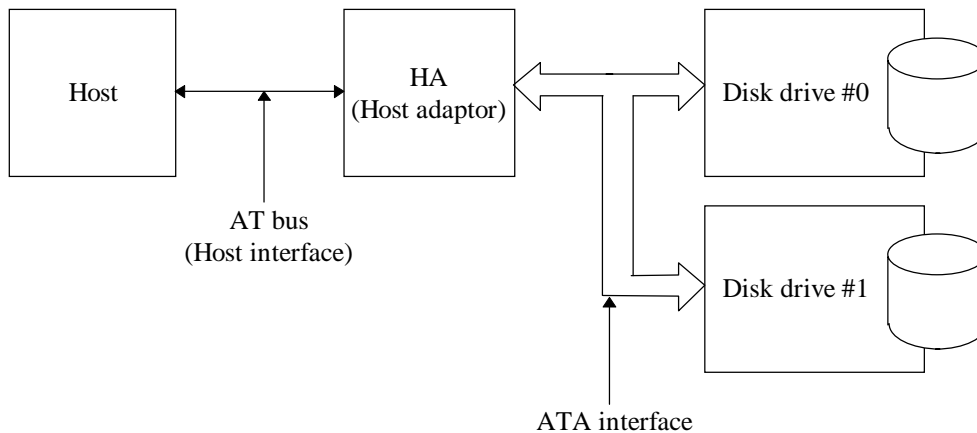 Host
HA
(Host adaptor)
Disk drive #0
AT bus
(Host interface)
Disk drive #1
ATA interface